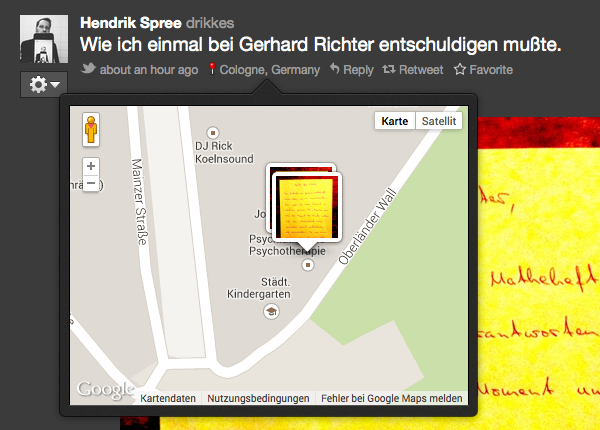 Hendrik Spree drikkes
Wie ich einmal bei Gerhard Richter entschuldigen mußte.
about an hour ago Cologne, Germany Reply Retweet Favorite
Karte Satellit
DJ Rick
Koelnsound
+
−
Mainzer Straße
Oberländer Wall
Jo
Psyc
Psychotherapie
Städt.
Kindergarten
Google
Kartendaten Nutzungsbedingungen Fehler bei Google Maps melden
Matheheft
antworten
Moment un